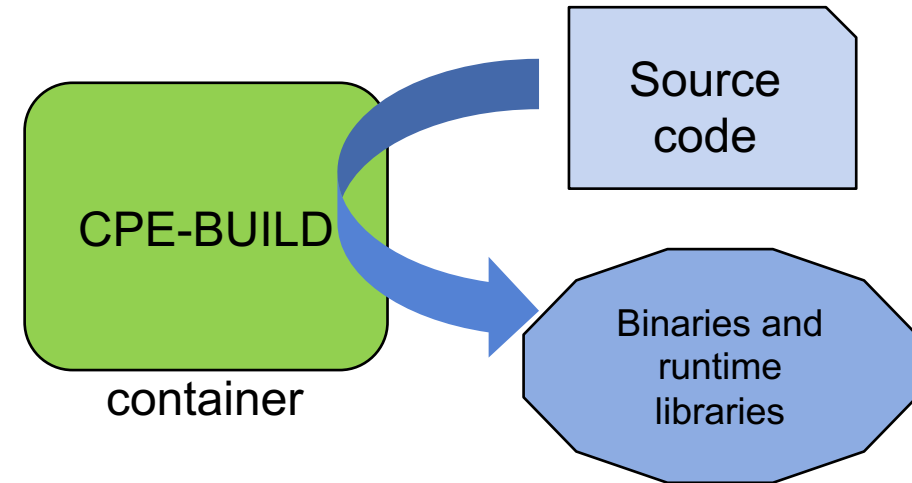 Source
code
CPE-BUILD
container
Binaries and
runtime
libraries